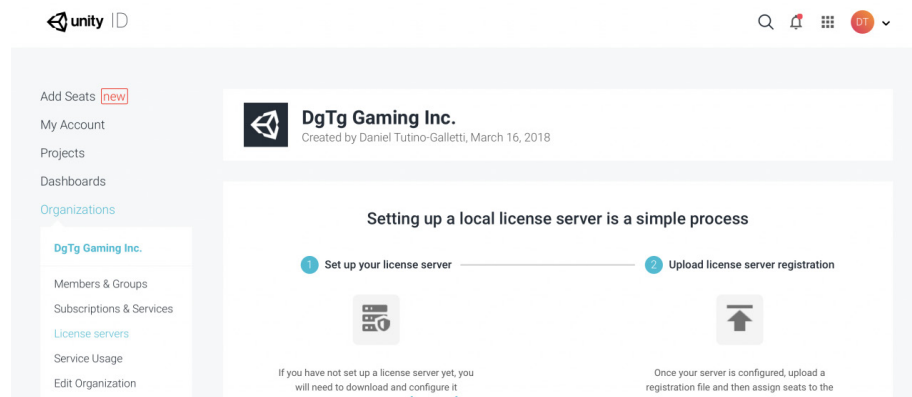 unity ID
DT
Add Seats new
My Account
Projects
Dashboards
Organizations
DgTg Gaming Inc.
Members & Groups
Subscriptions & Services
License servers
Service Usage
Edit Organization
DgTg Gaming Inc.
Created by Daniel Tutino-Galletti, March 16, 2018
Setting up a local license server is a simple process
1 Set up your license server
2 Upload license server registration
If you have not set up a license server yet, you
will need to download and configure it
Once your server is configured, upload a
registration file and then assign seats to the